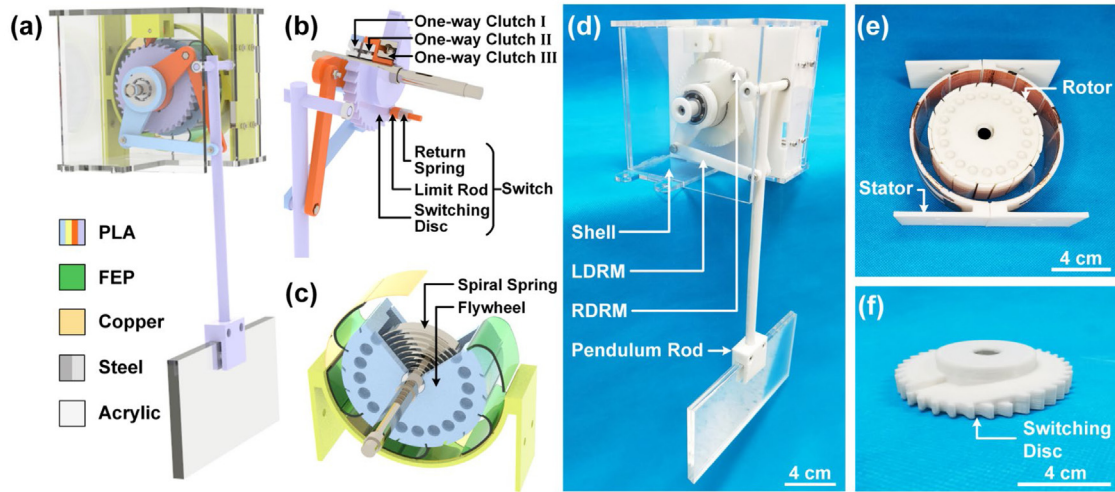 (a)
PLA
FEP
Copper
Steel
Acrylic
(b)
One-way Clutch I
One-way Clutch II
One-way Clutch III
Return
Spring
Limit Rod
Switching
Disc
Switch
(c)
Spiral Spring
Flywheel
(d)
Shell
LDRM
RDRM
Pendulum Rod
4 cm
(e)
Rotor
Stator
4 cm
(f)
Switching
Disc
4 cm